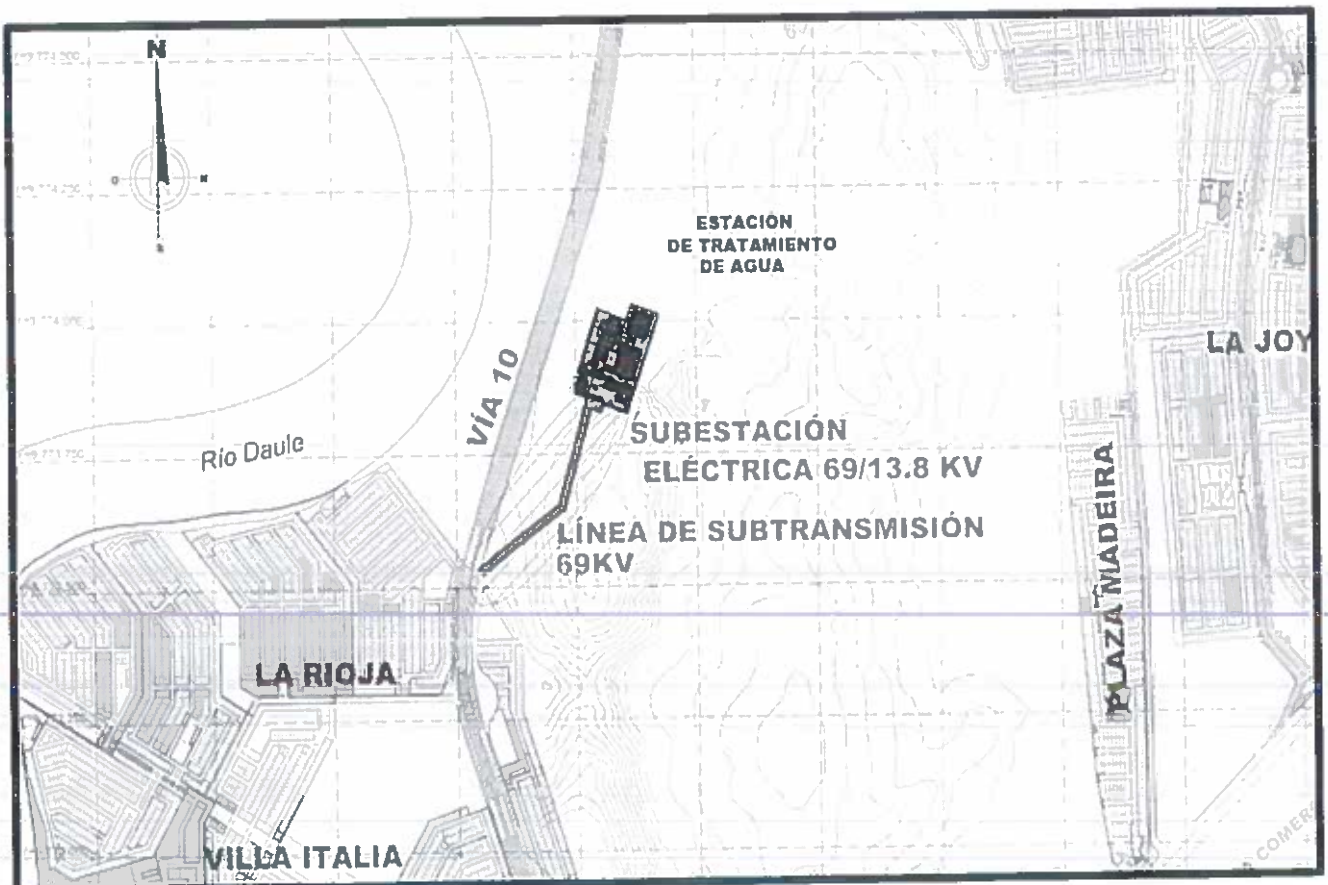 N
ESTACIÓN
DE TRATAMIENTO
DE AGUA
LA JOY
VÍA 10
Río Daule
SUBESTACIÓN
ELÉCTRICA 69/13.8 KV
LÍNEA DE SUBTRANSMISIÓN
69KV
PLAZA MADEIRA
LA RIOJA
VILLA ITALIA
COMER